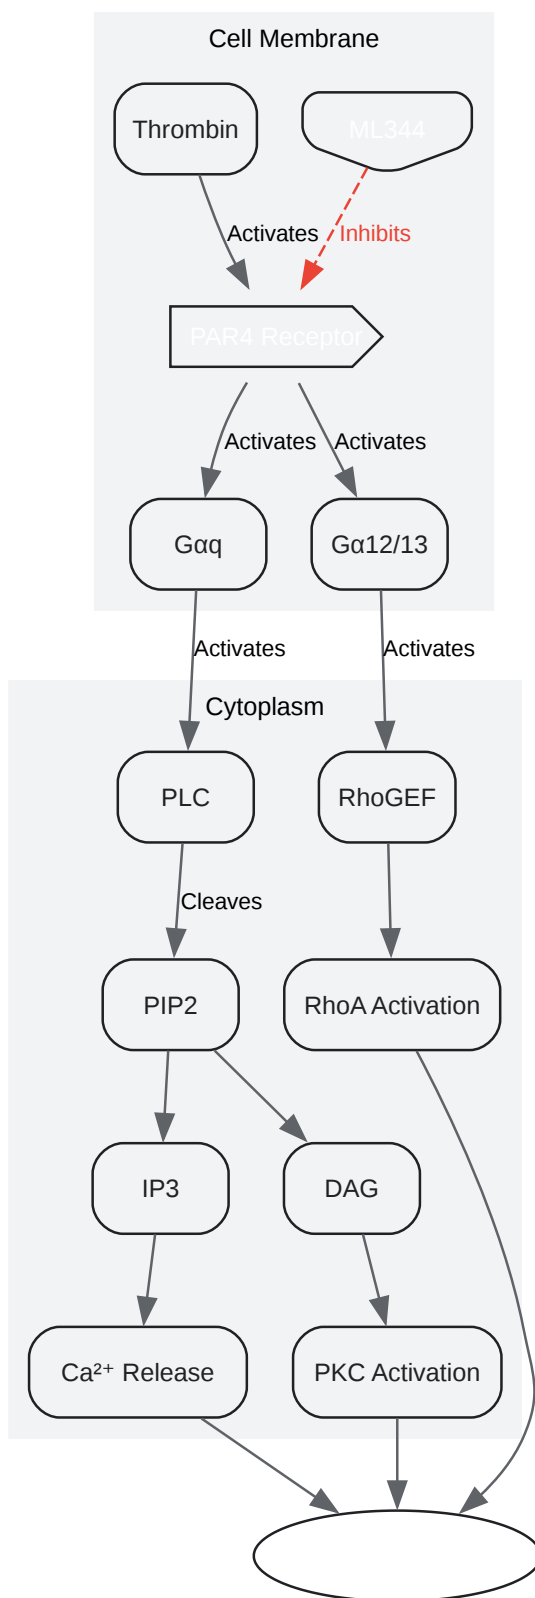 Cell Membrane
Thrombin
ML344
Activates
Inhibits
PAR4 Receptor
Activates
Activates
Gαq
Gα12/13
Activates
Activates
Cytoplasm
PLC
RhoGEF
Cleaves
PIP2
RhoA Activation
IP3
DAG
Ca²⁺ Release
PKC Activation